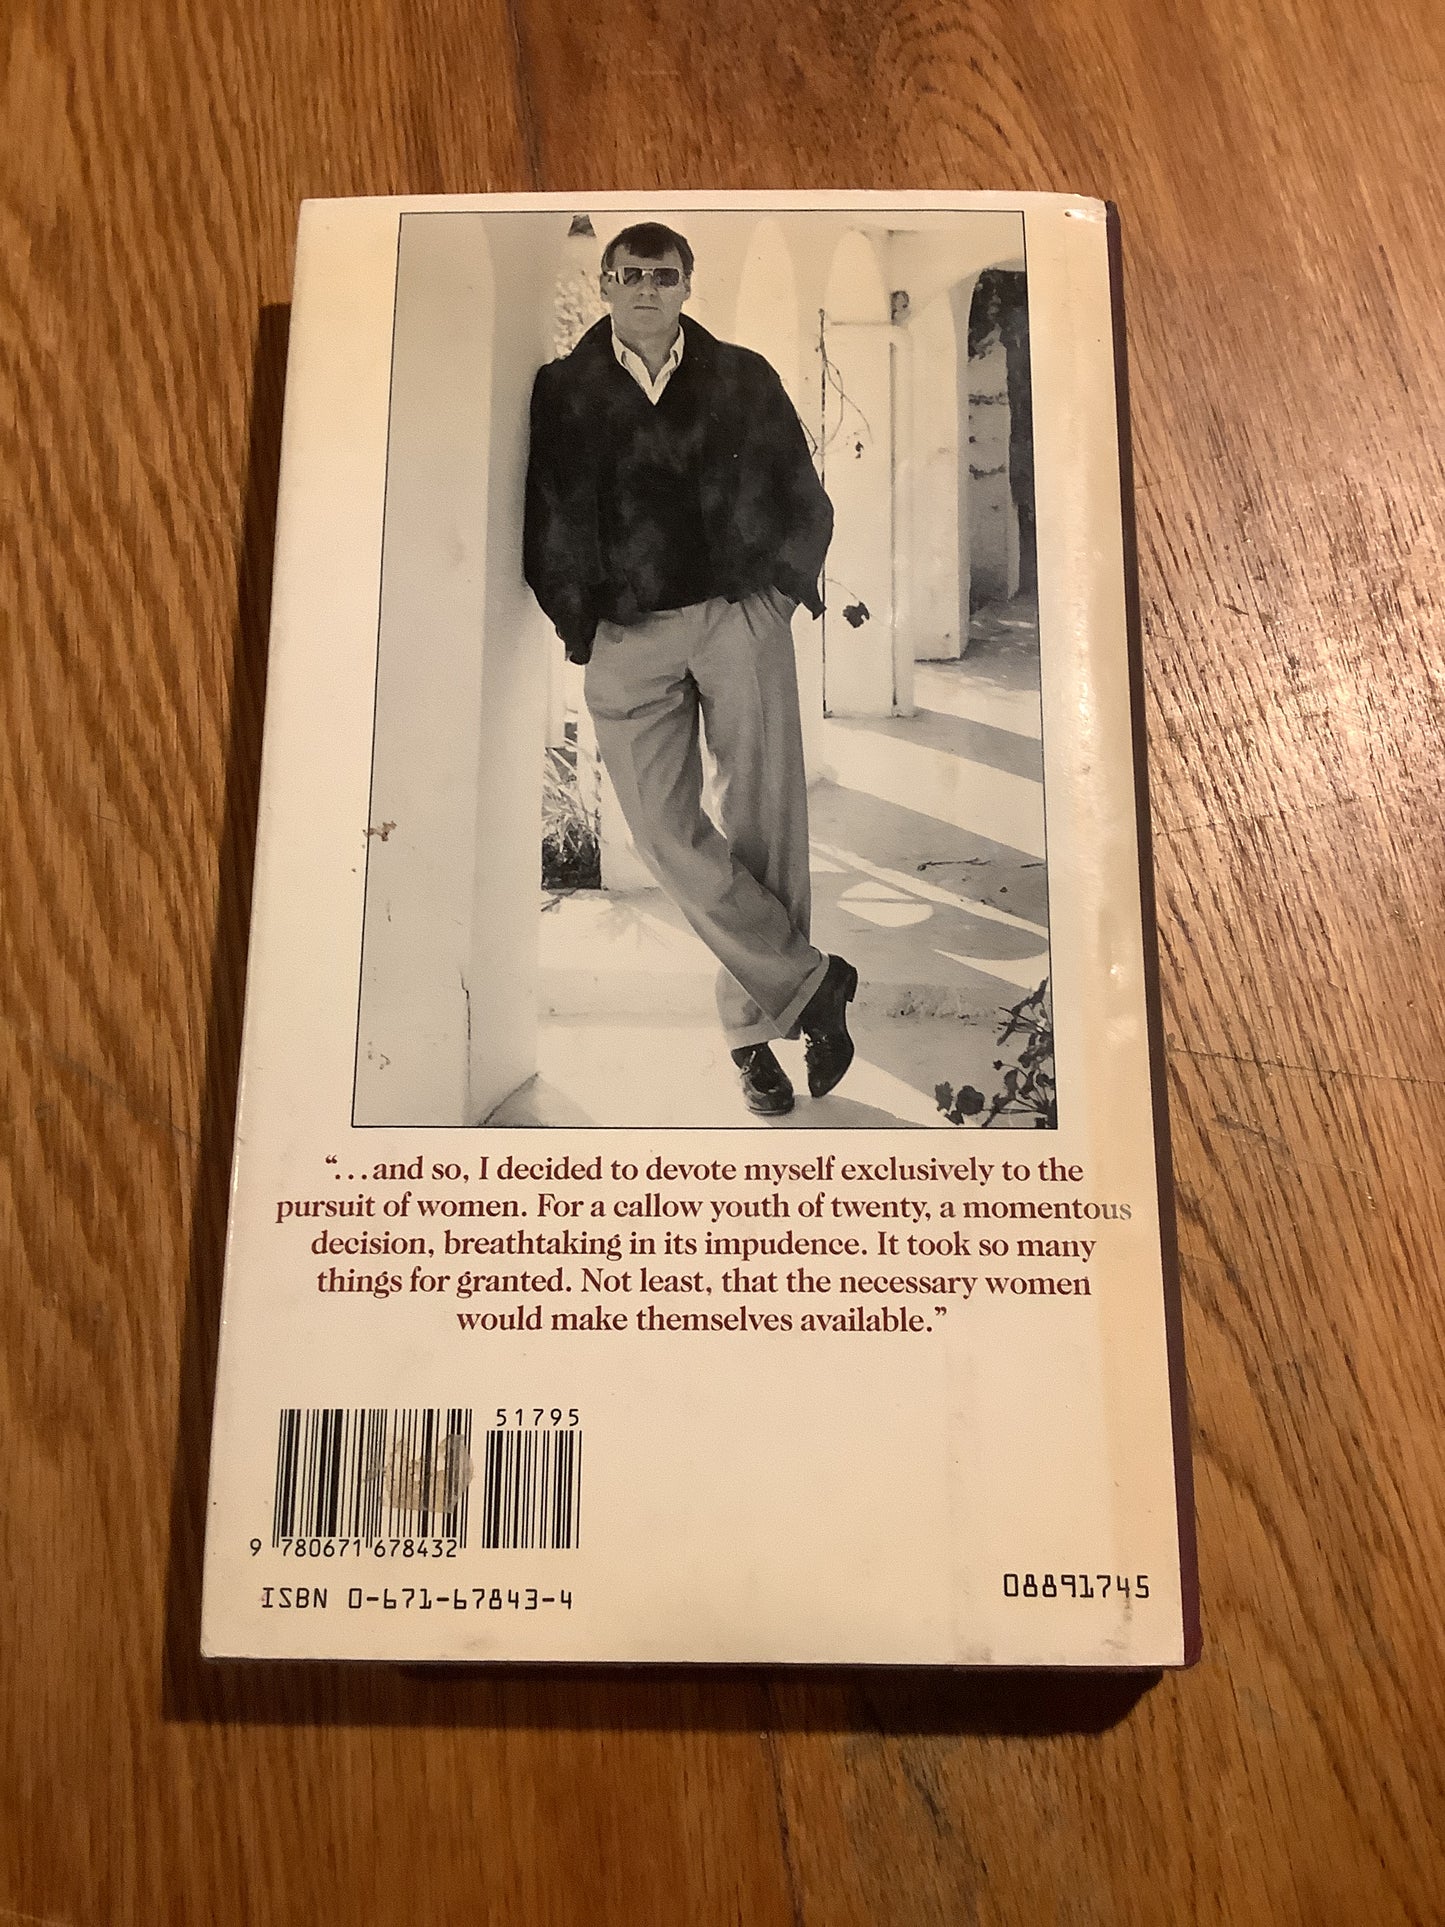 “...and so, I decided to devote myself exclusively to the
pursuit of women. For a callow youth of twenty, a momentous
decision, breathtaking in its impudence. It took so many
things for granted. Not least, that the necessary women
would make themselves available.”
51795
9 780671 678432
ISBN 0-671-67843-4
08891745